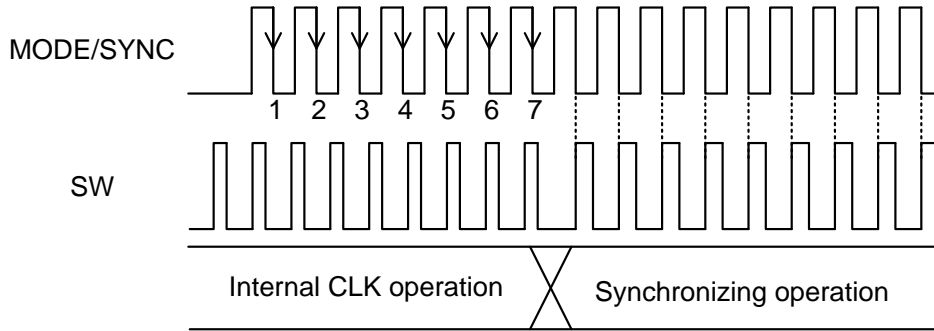 MODE/SYNC
1 2 3 4 5 6 7
SW
Internal CLK operation
Synchronizing operation